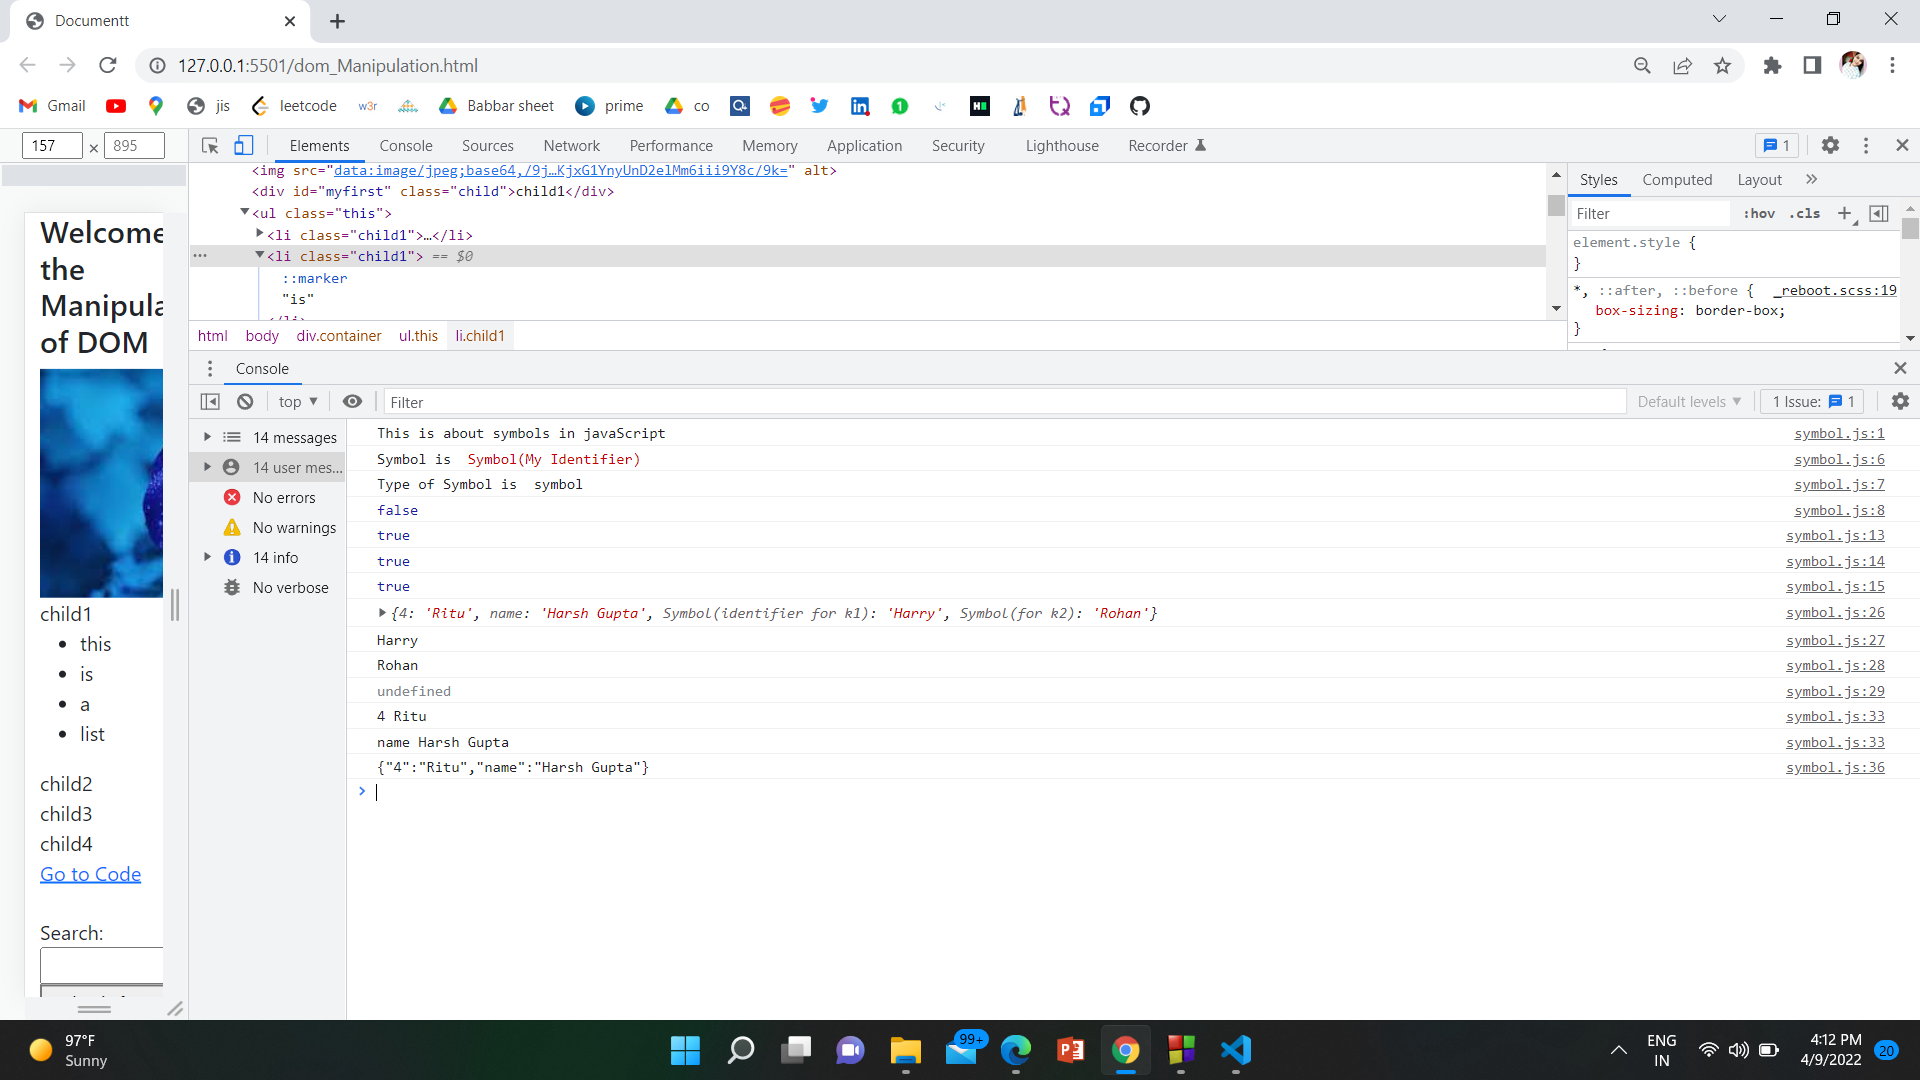 Documentt
127.0.0.1:5501/dom_Manipulation.html
Gmail jis leetcode w3r Babbar sheet prime co
157 × 895
Elements Console Sources Network Performance Memory Application Security Lighthouse Recorder 1
<img src="data:image/jpeg;base64,/9j…KjxG1YnyUnD2elMm6iii9Y8c/9k=" alt>
<div id="myfirst" class="child">child1</div>
<ul class="this">
<li class="child1">…</li>
<li class="child1"> == $0
::marker
"is"
</li>
html body div.container ul.this li.child1
Styles Computed Layout
Filter :hov .cls
element.style {
}
*, ::after, ::before { _reboot.scss:19
box-sizing: border-box;
}
Welcome
the
Manipula
of DOM
child1
this
is
a
list
child2
child3
child4
Go to Code
Search:
Console
top Filter Default levels 1 Issue: 1
14 messages
14 user mes...
No errors
No warnings
14 info
No verbose
This is about symbols in javaScript symbol.js:1
Symbol is Symbol(My Identifier) symbol.js:6
Type of Symbol is symbol symbol.js:7
false symbol.js:8
true symbol.js:13
true symbol.js:14
true symbol.js:15
{4: 'Ritu', name: 'Harsh Gupta', Symbol(identifier for k1): 'Harry', Symbol(for k2): 'Rohan'} symbol.js:26
Harry symbol.js:27
Rohan symbol.js:28
undefined symbol.js:29
4 Ritu symbol.js:33
name Harsh Gupta symbol.js:33
{"4":"Ritu","name":"Harsh Gupta"} symbol.js:36
97°F
Sunny
99+
ENG
IN
4:12 PM
4/9/2022
20